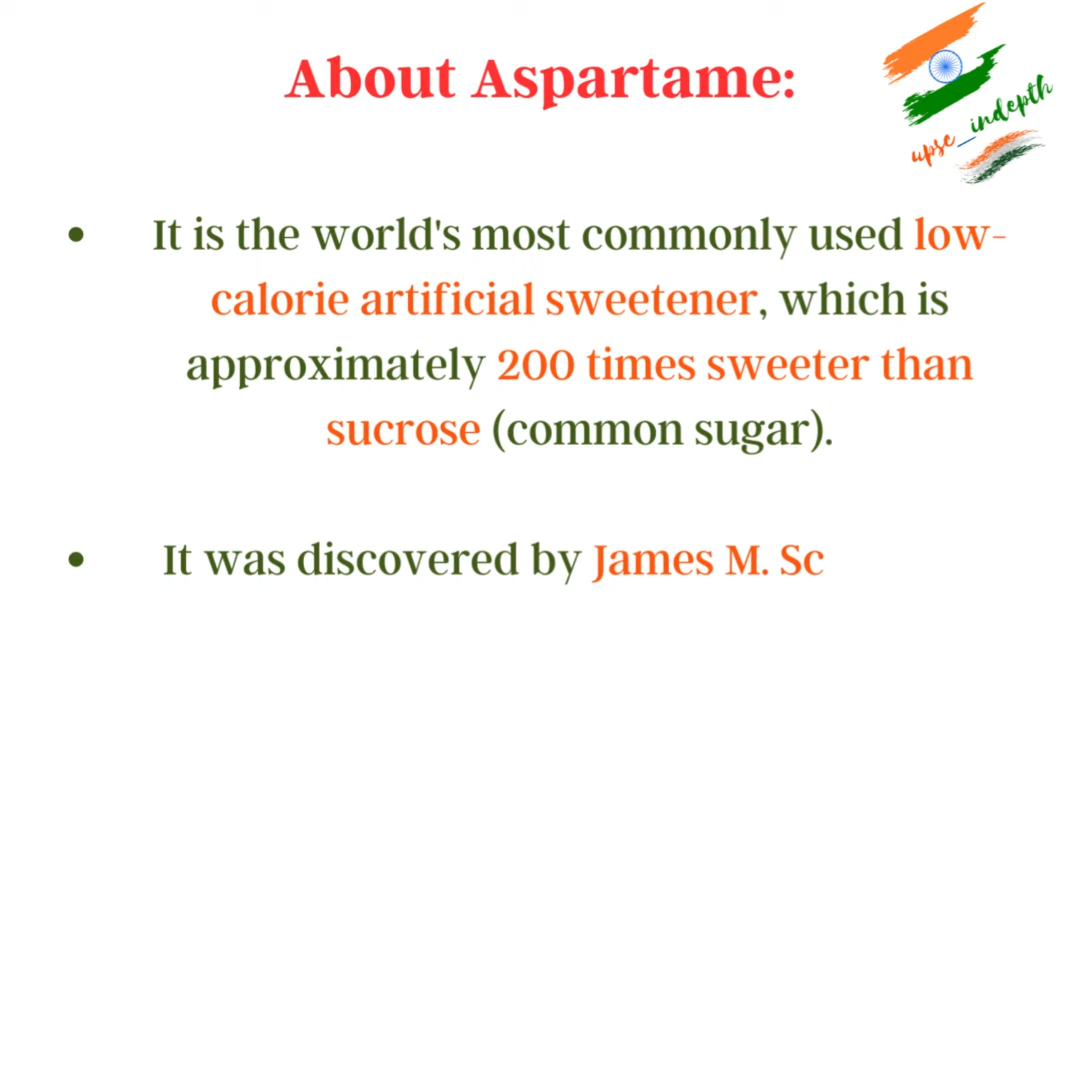 About Aspartame:
upsc_indepth
• It is the world's most commonly used low-
calorie artificial sweetener, which is
approximately 200 times sweeter than
sucrose (common sugar).
• It was discovered by James M. Sc